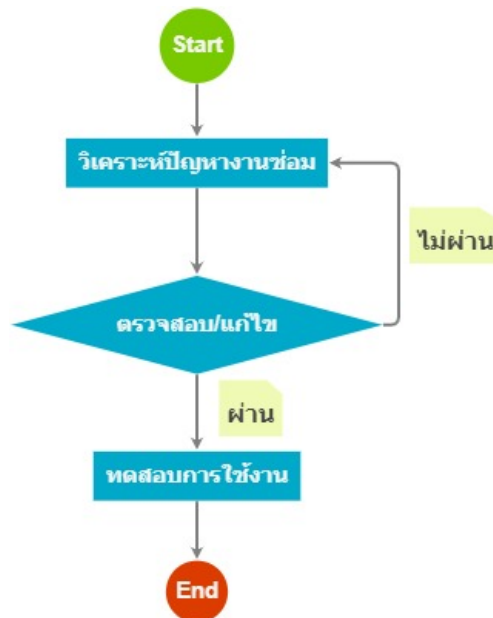 Start
วิเคราะห์ปัญหางานซ่อม
ไม่ผ่าน
ตรวจสอบ/แก้ไข
ผ่าน
ทดสอบการใช้งาน
End